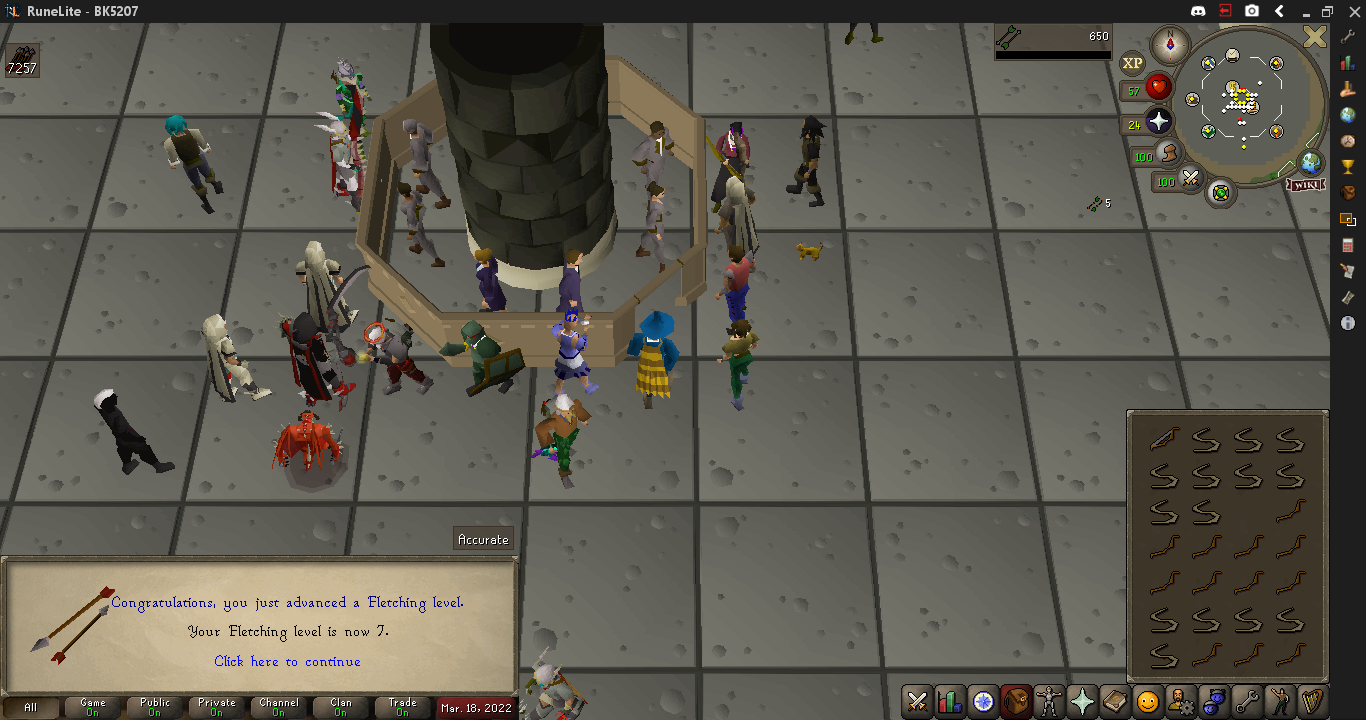 RuneLite - BK5207
7257
650
XP
57
24
100
100
WIKI
5
Accurate
Congratulations, you just advanced a Fletching level.
Your Fletching level is now 7.
Click here to continue
All
Game
On
Public
On
Private
On
Channel
On
Clan
On
Trade
On
Mar. 18, 2022